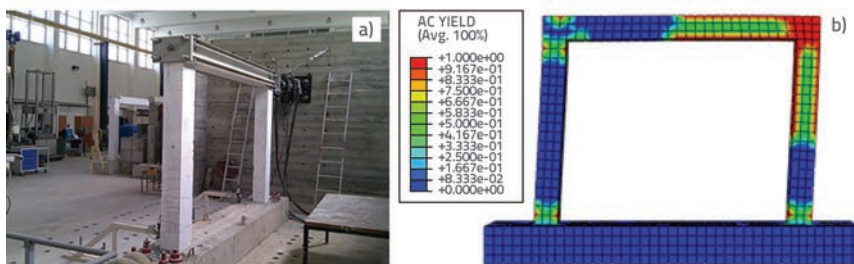 a)
AC YIELD
(Avg. 100%)
+1.000e+00
+9.167e-01
+8.333e-01
+7.500e-01
+6.667e-01
+5.833e-01
+5.000e-01
+4.167e-01
+3.333e-01
+2.500e-01
+1.667e-01
+8.333e-02
+0.000e+00
b)